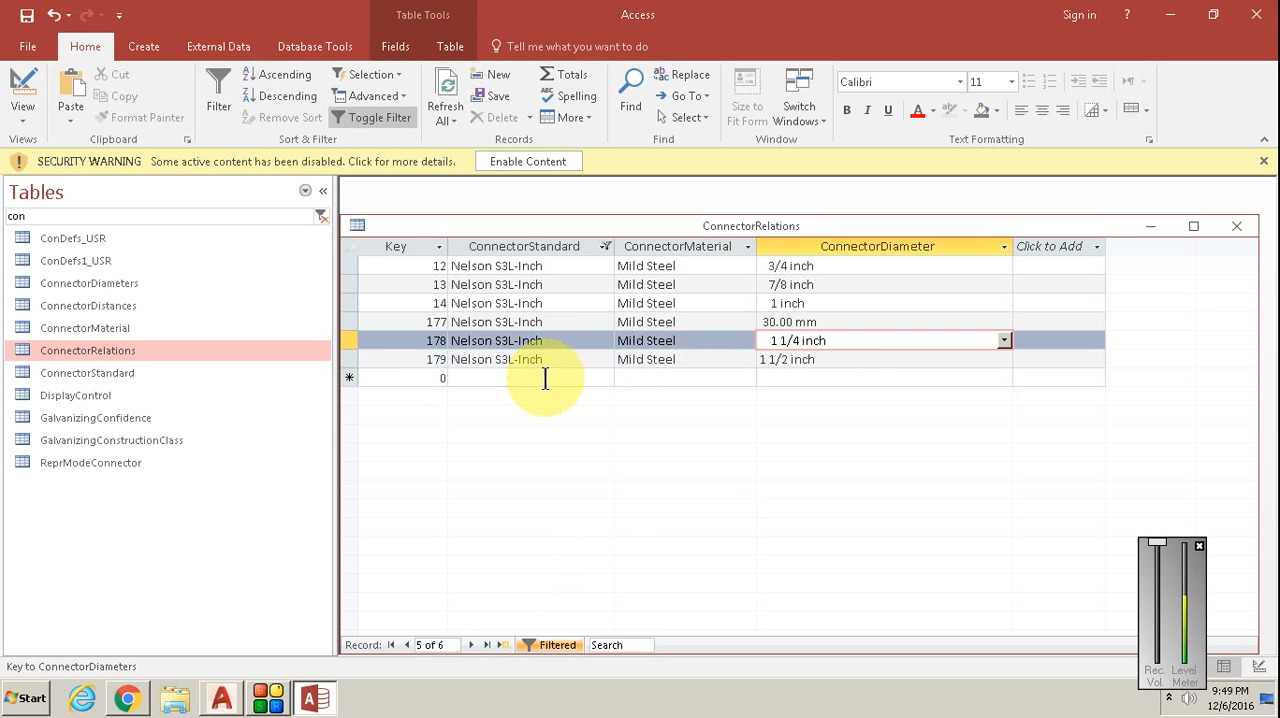 Table Tools
Access
Sign in
?
File
Home
Create
External Data
Database Tools
Fields
Table
Tell me what you want to do
View
Paste
Cut
Copy
Format Painter
Filter
Ascending
Descending
Remove Sort
Selection
Advanced
Toggle Filter
Refresh
All
New
Save
Delete
Totals
Spelling
More
Find
Replace
Go To
Select
Size to
Fit Form
Switch
Windows
Calibri
11
B I U
Views
Clipboard
Sort & Filter
Records
Find
Window
Text Formatting
SECURITY WARNING Some active content has been disabled. Click for more details.
Enable Content
Tables
con
ConDefs_USR
ConDefs1_USR
ConnectorDiameters
ConnectorDistances
ConnectorMaterial
ConnectorRelations
ConnectorStandard
DisplayControl
GalvanizingConfidence
GalvanizingConstructionClass
ReprModeConnector
ConnectorRelations
Key ConnectorStandard ConnectorMaterial ConnectorDiameter Click to Add
12 Nelson S3L-Inch Mild Steel 3/4 inch
13 Nelson S3L-Inch Mild Steel 7/8 inch
14 Nelson S3L-Inch Mild Steel 1 inch
177 Nelson S3L-Inch Mild Steel 30.00 mm
178 Nelson S3L-Inch Mild Steel 1 1/4 inch
179 Nelson S3L-Inch Mild Steel 1 1/2 inch
0
Record: 5 of 6 Filtered Search
Key to ConnectorDiameters
Rec. Level
Vol. Meter
Start
9:49 PM
12/6/2016